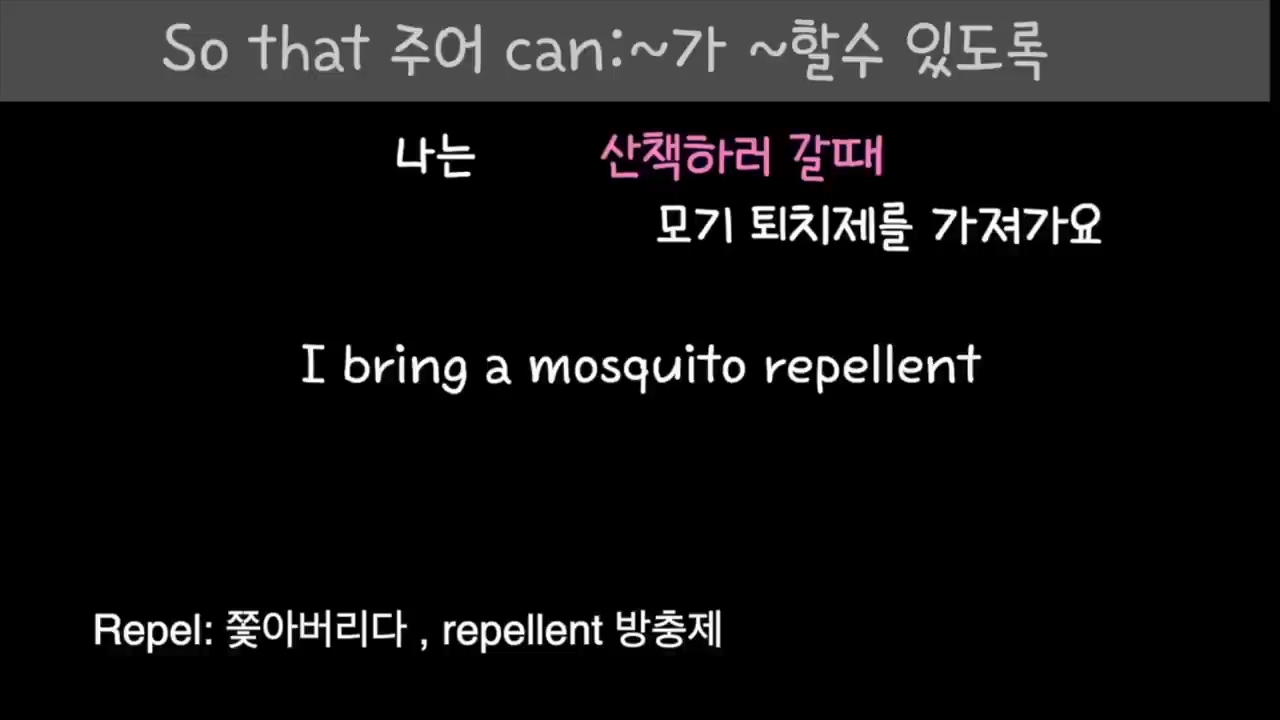 So that 주어 can:~가 ~할수 있도록
나는 산책하러 갈때
모기 퇴치제를 가져가요
I bring a mosquito repellent
Repel: 쫓아버리다 , repellent 방충제